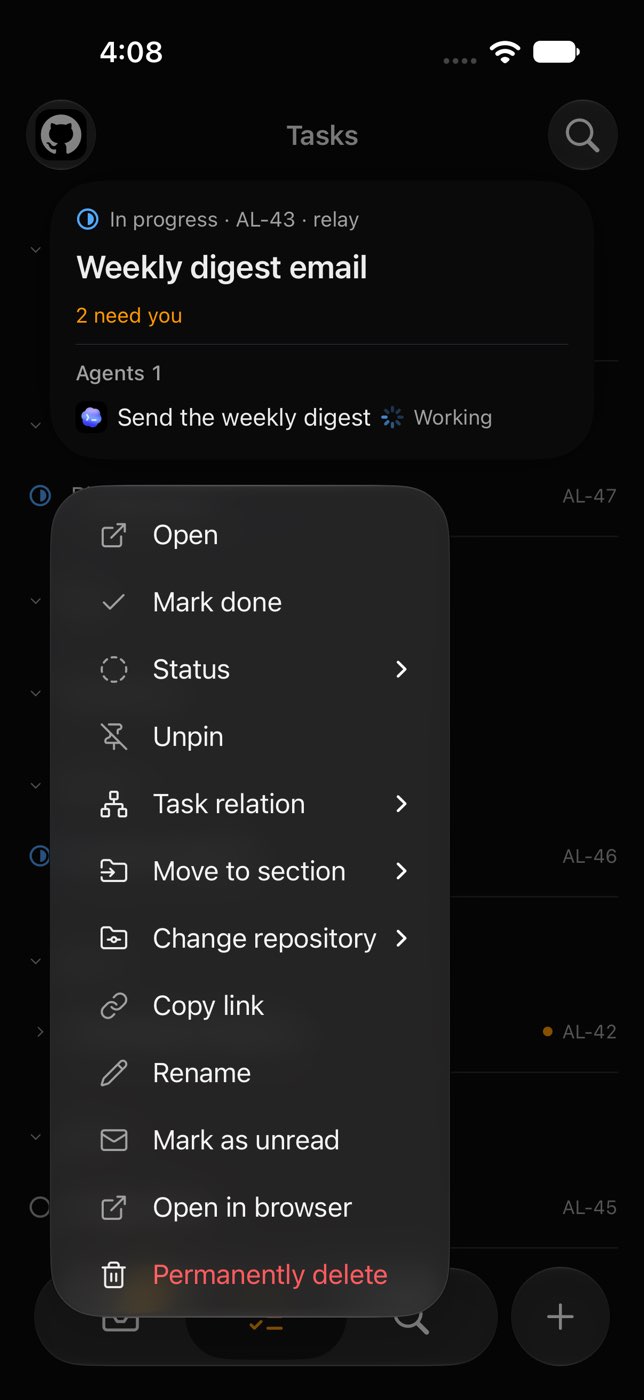 4:08
Tasks
In progress · AL-43 · relay
Weekly digest email
2 need you
Agents 1
Send the weekly digest Working
AL-47
Open
Mark done
Status
Unpin
Task relation
Move to section
AL-46
Change repository
Copy link
AL-42
Rename
Mark as unread
Open in browser
AL-45
Permanently delete